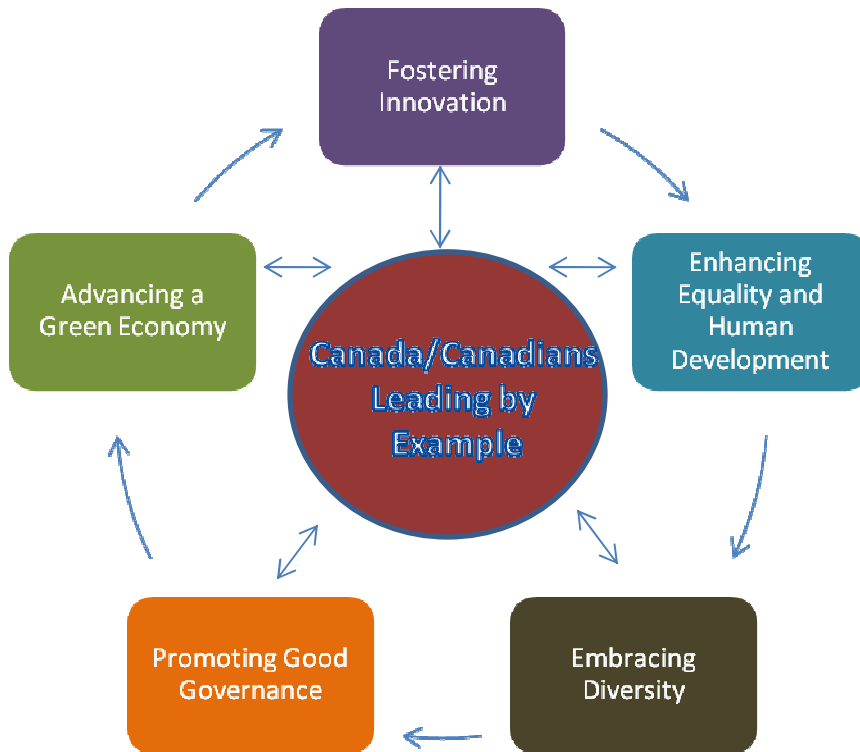 Fostering
Innovation
Enhancing
Equality and
Human
Development
Advancing a
Green Economy
Canada/Canadians
Leading by
Example
Promoting Good
Governance
Embracing
Diversity